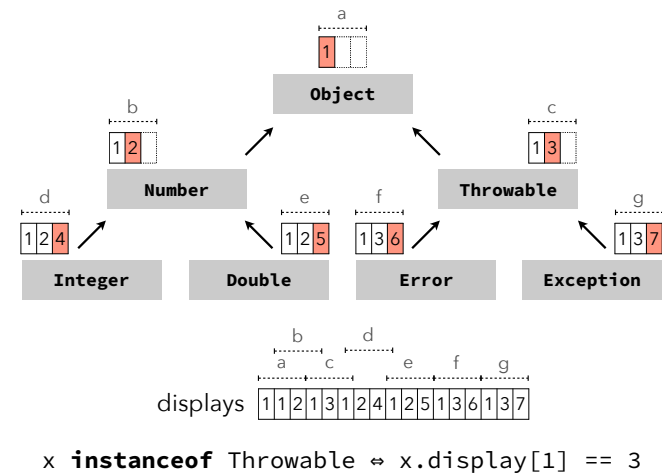 a
1
Object
b
c
1 2
1 3
Number
Throwable
d
e
f
g
1 2 4
1 2 5
1 3 6
1 3 7
Integer
Double
Error
Exception
b
d
a
c
e
f
g
displays 1 1 2 1 3 1 2 4 1 2 5 1 3 6 1 3 7
x instanceof Throwable ⇔ x.display[1] == 3